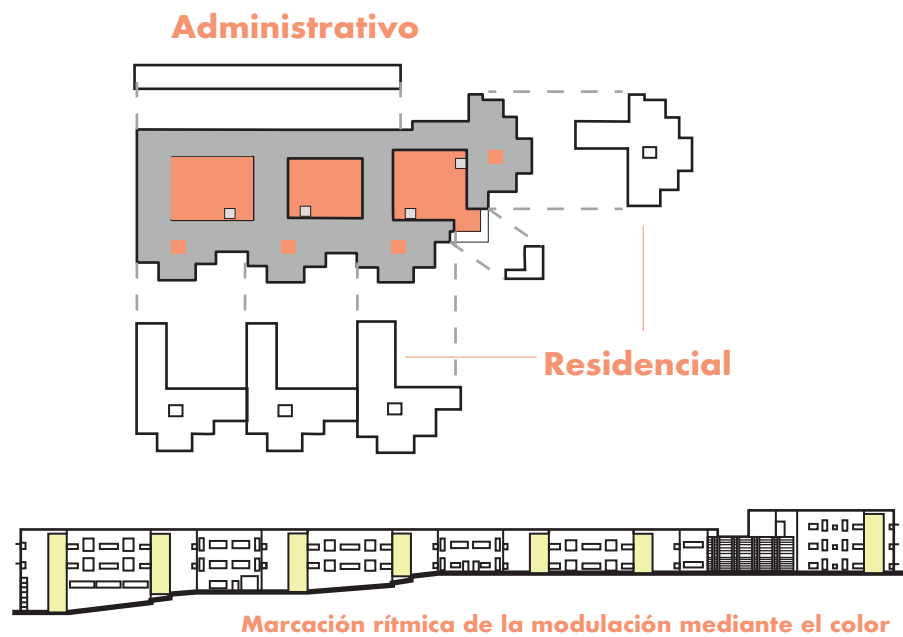 Administrativo
Residencial
Marcación rítmica de la modulación mediante el color